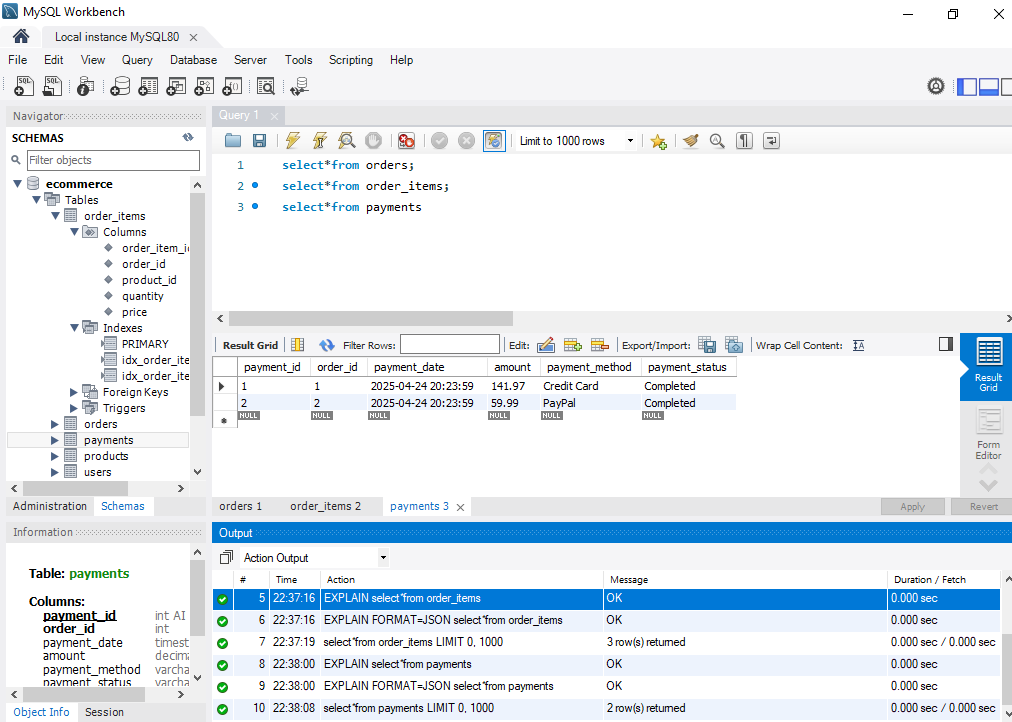 MySQL Workbench
Local instance MySQL80
File Edit View Query Database Server Tools Scripting Help
Navigator
SCHEMAS
Filter objects
ecommerce
Tables
order_items
Columns
order_item_i
order_id
product_id
quantity
price
Indexes
PRIMARY
idx_order_ite
idx_order_ite
Foreign Keys
Triggers
orders
payments
products
users
Administration Schemas
Information
Table: payments
Columns:
payment_id int AI
order_id int
payment_date timest
amount decima
payment_method varcha
payment_status varcha
Object Info Session
Query 1
Limit to 1000 rows
1 select*from orders;
2 select*from order_items;
3 select*from payments
Result Grid Filter Rows: Edit: Export/Import: Wrap Cell Content:
payment_id order_id payment_date amount payment_method payment_status
1 1 2025-04-24 20:23:59 141.97 Credit Card Completed
2 2 2025-04-24 20:23:59 59.99 PayPal Completed
NULL NULL NULL NULL NULL NULL
Result
Grid
Form
Editor
orders 1 order_items 2 payments 3 Apply Revert
Output
Action Output
# Time Action Message Duration / Fetch
5 22:37:16 EXPLAIN select*from order_items OK 0.000 sec
6 22:37:16 EXPLAIN FORMAT=JSON select*from order_items OK 0.000 sec
7 22:37:19 select*from order_items LIMIT 0, 1000 3 row(s) returned 0.000 sec / 0.000 sec
8 22:38:00 EXPLAIN select*from payments OK 0.000 sec
9 22:38:00 EXPLAIN FORMAT=JSON select*from payments OK 0.000 sec
10 22:38:08 select*from payments LIMIT 0, 1000 2 row(s) returned 0.000 sec / 0.000 sec